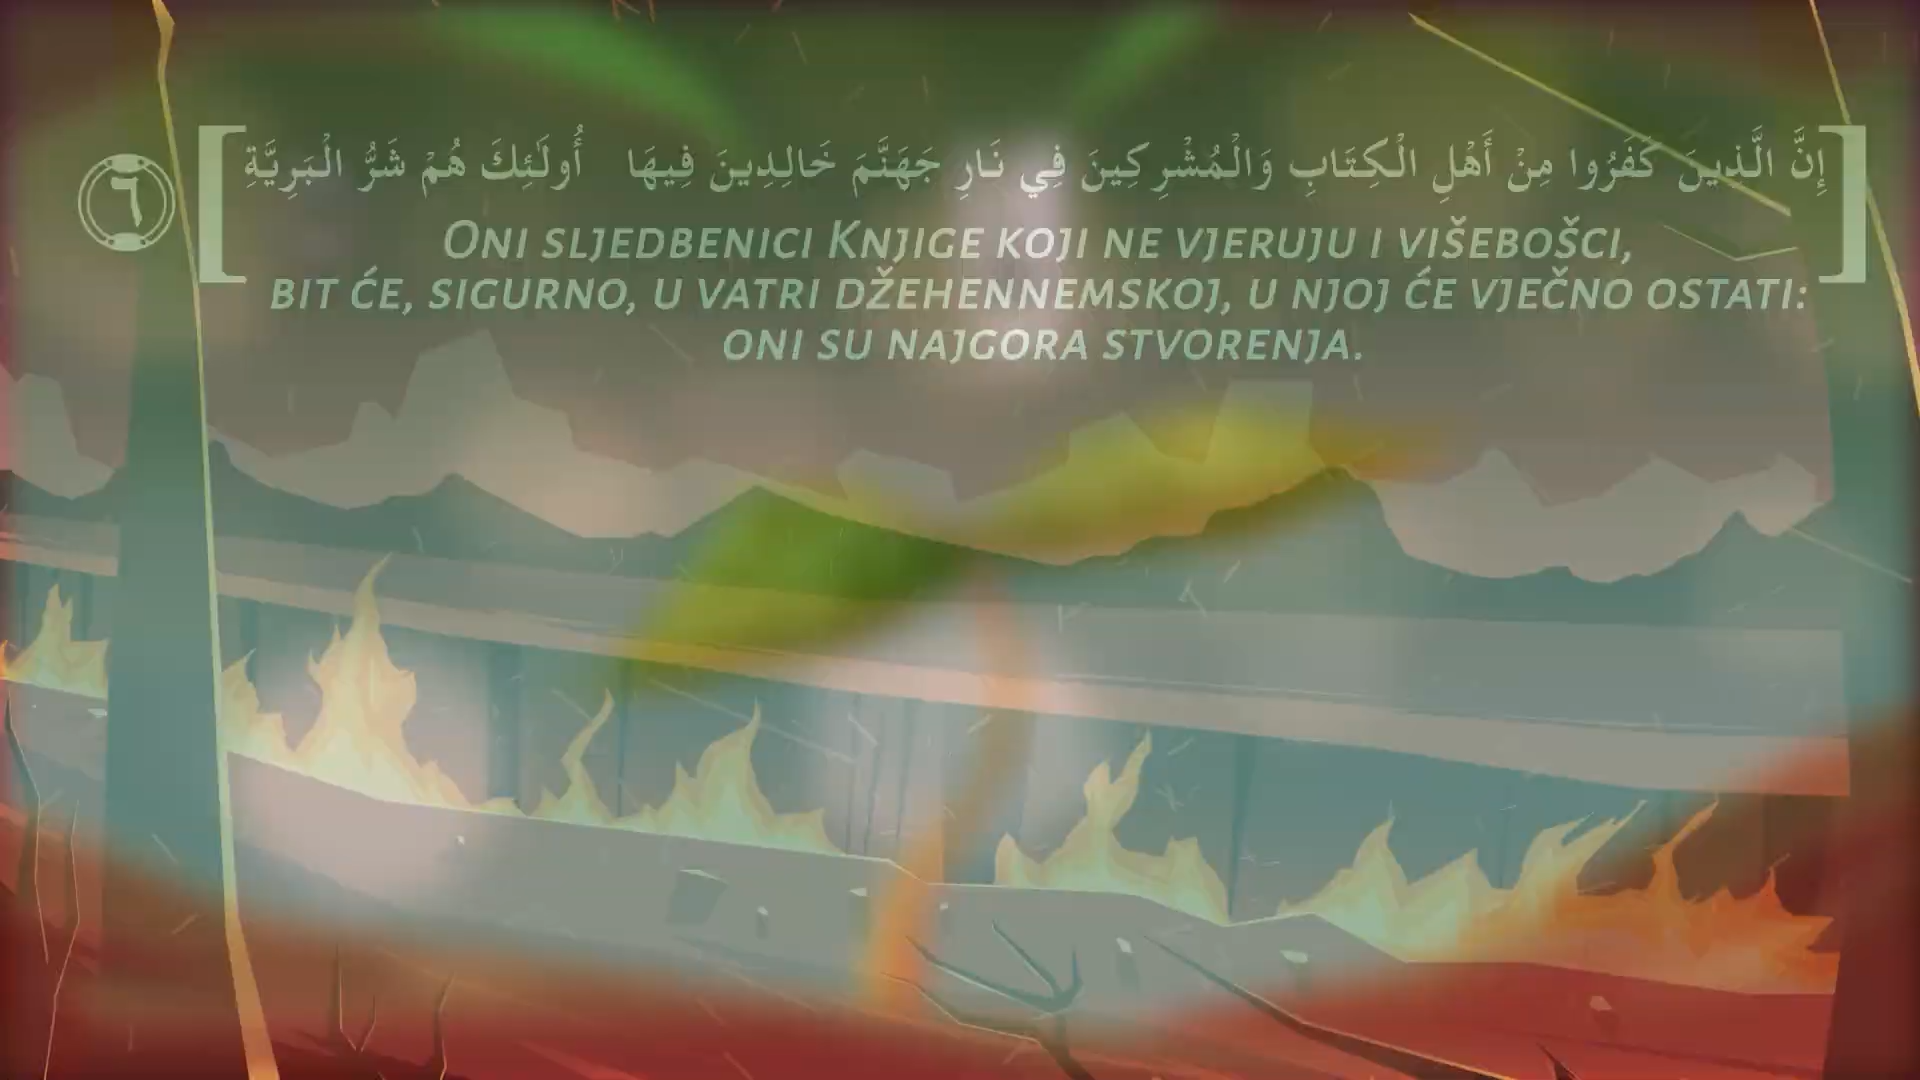 إِنَّ الَّذِينَ كَفَرُوا مِنْ أَهْلِ الْكِتَابِ وَالْمُشْرِكِينَ فِي نَارِ جَهَنَّمَ خَالِدِينَ فِيهَا أُولَٰئِكَ هُمْ شَرُّ الْبَرِيَّةِ
٦
ONI SLJEDBENICI KNJIGE KOJI NE VJERUJU I VIŠEBOŠCI,
BIT ĆE, SIGURNO, U VATRI DŽEHENNEMSKOJ, U NJOJ ĆE VJEČNO OSTATI:
ONI SU NAJGORA STVORENJA.